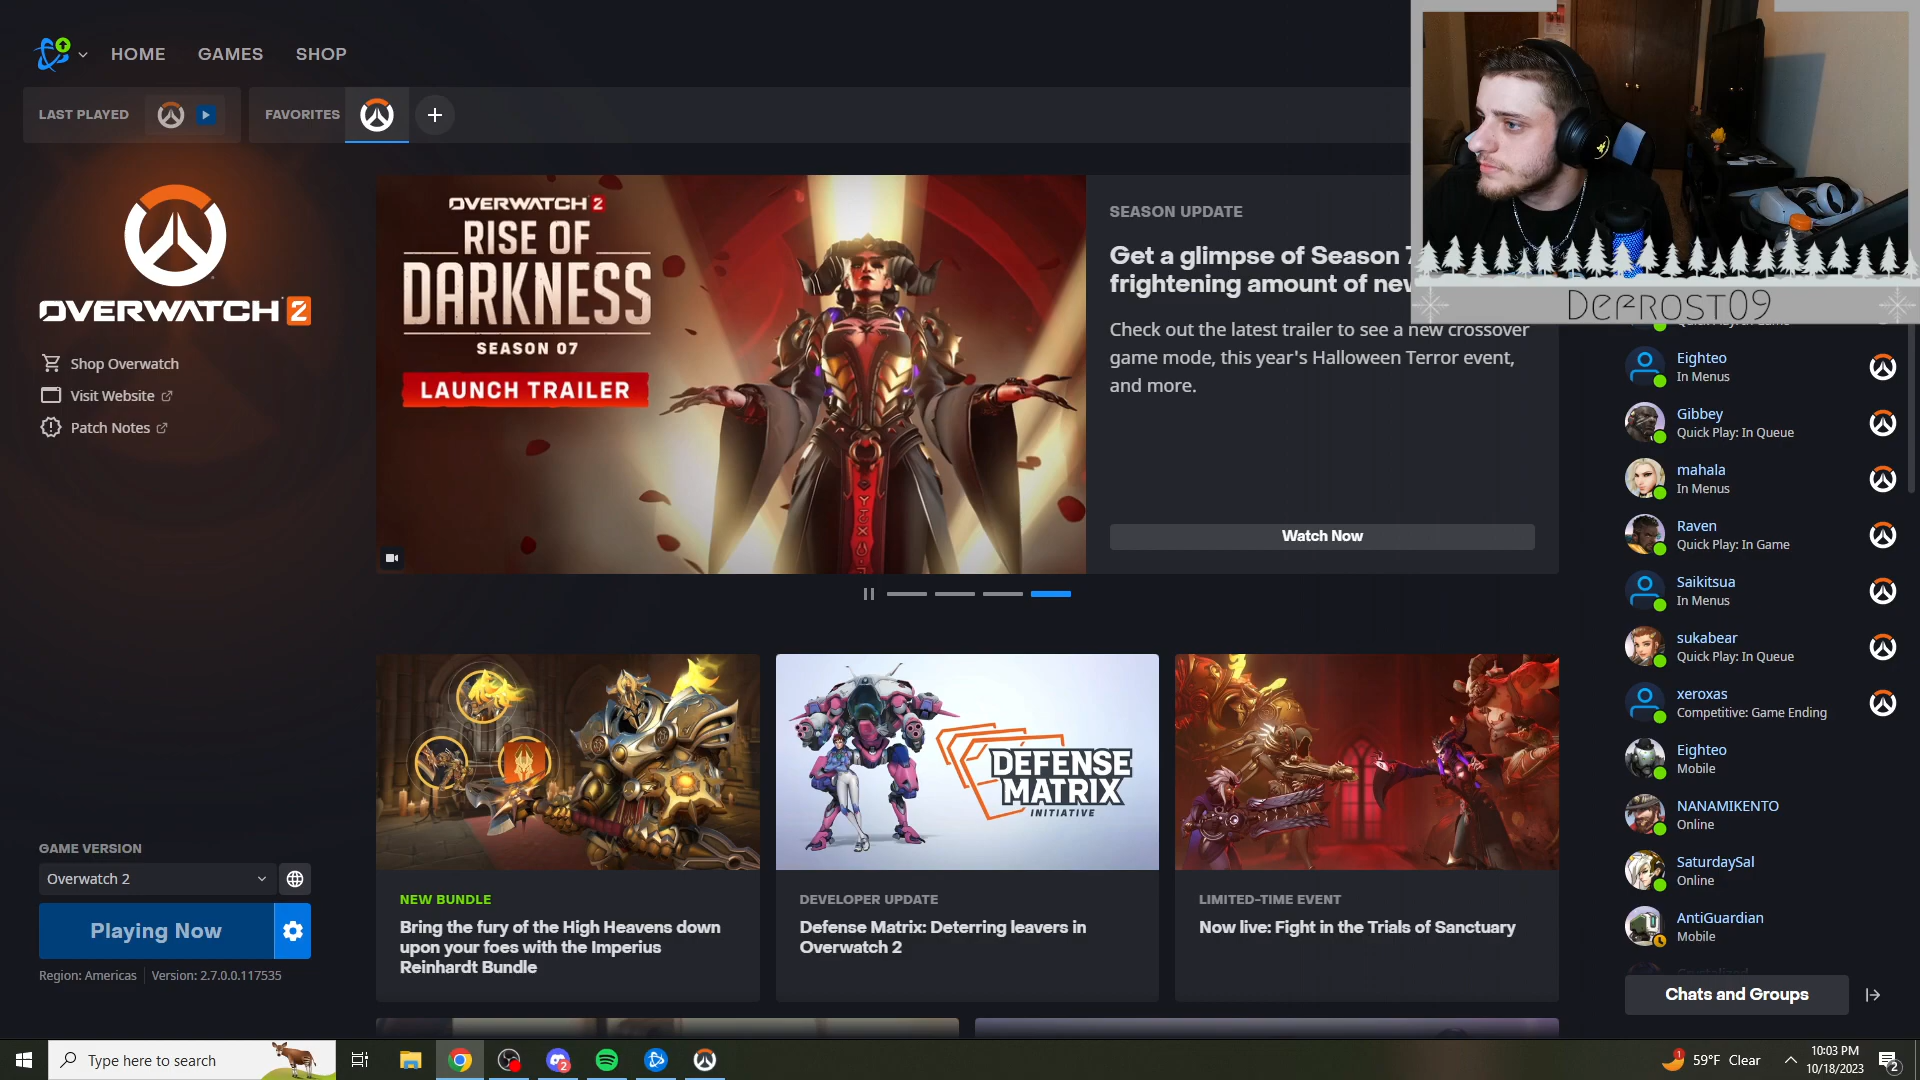 HOME
GAMES
SHOP
LAST PLAYED
FAVORITES
OVERWATCH 2
Shop Overwatch
Visit Website
Patch Notes
OVERWATCH 2
RISE OF
DARKNESS
SEASON 07
LAUNCH TRAILER
SEASON UPDATE
Get a glimpse of Season
frightening amount of
Check out the latest trailer to see a new crossover
game mode, this year's Halloween Terror event,
and more.
Watch Now
DEFROST09
Eighteo
In Menus
Gibbey
Quick Play: In Queue
mahala
In Menus
Raven
Quick Play: In Game
Saikitsua
In Menus
sukabear
Quick Play: In Queue
xeroxas
Competitive: Game Ending
Eighteo
Mobile
NANAMIKENTO
Online
SaturdaySal
Online
AntiGuardian
Mobile
Chats and Groups
DEFENSE
MATRIX
INITIATIVE
NEW BUNDLE
Bring the fury of the High Heavens down
upon your foes with the Imperius
Reinhardt Bundle
DEVELOPER UPDATE
Defense Matrix: Deterring leavers in
Overwatch 2
LIMITED-TIME EVENT
Now live: Fight in the Trials of Sanctuary
GAME VERSION
Overwatch 2
Playing Now
Region: Americas
Version: 2.7.0.0.117535
Type here to search
2
1
59°F Clear
10:03 PM
10/18/2023
2